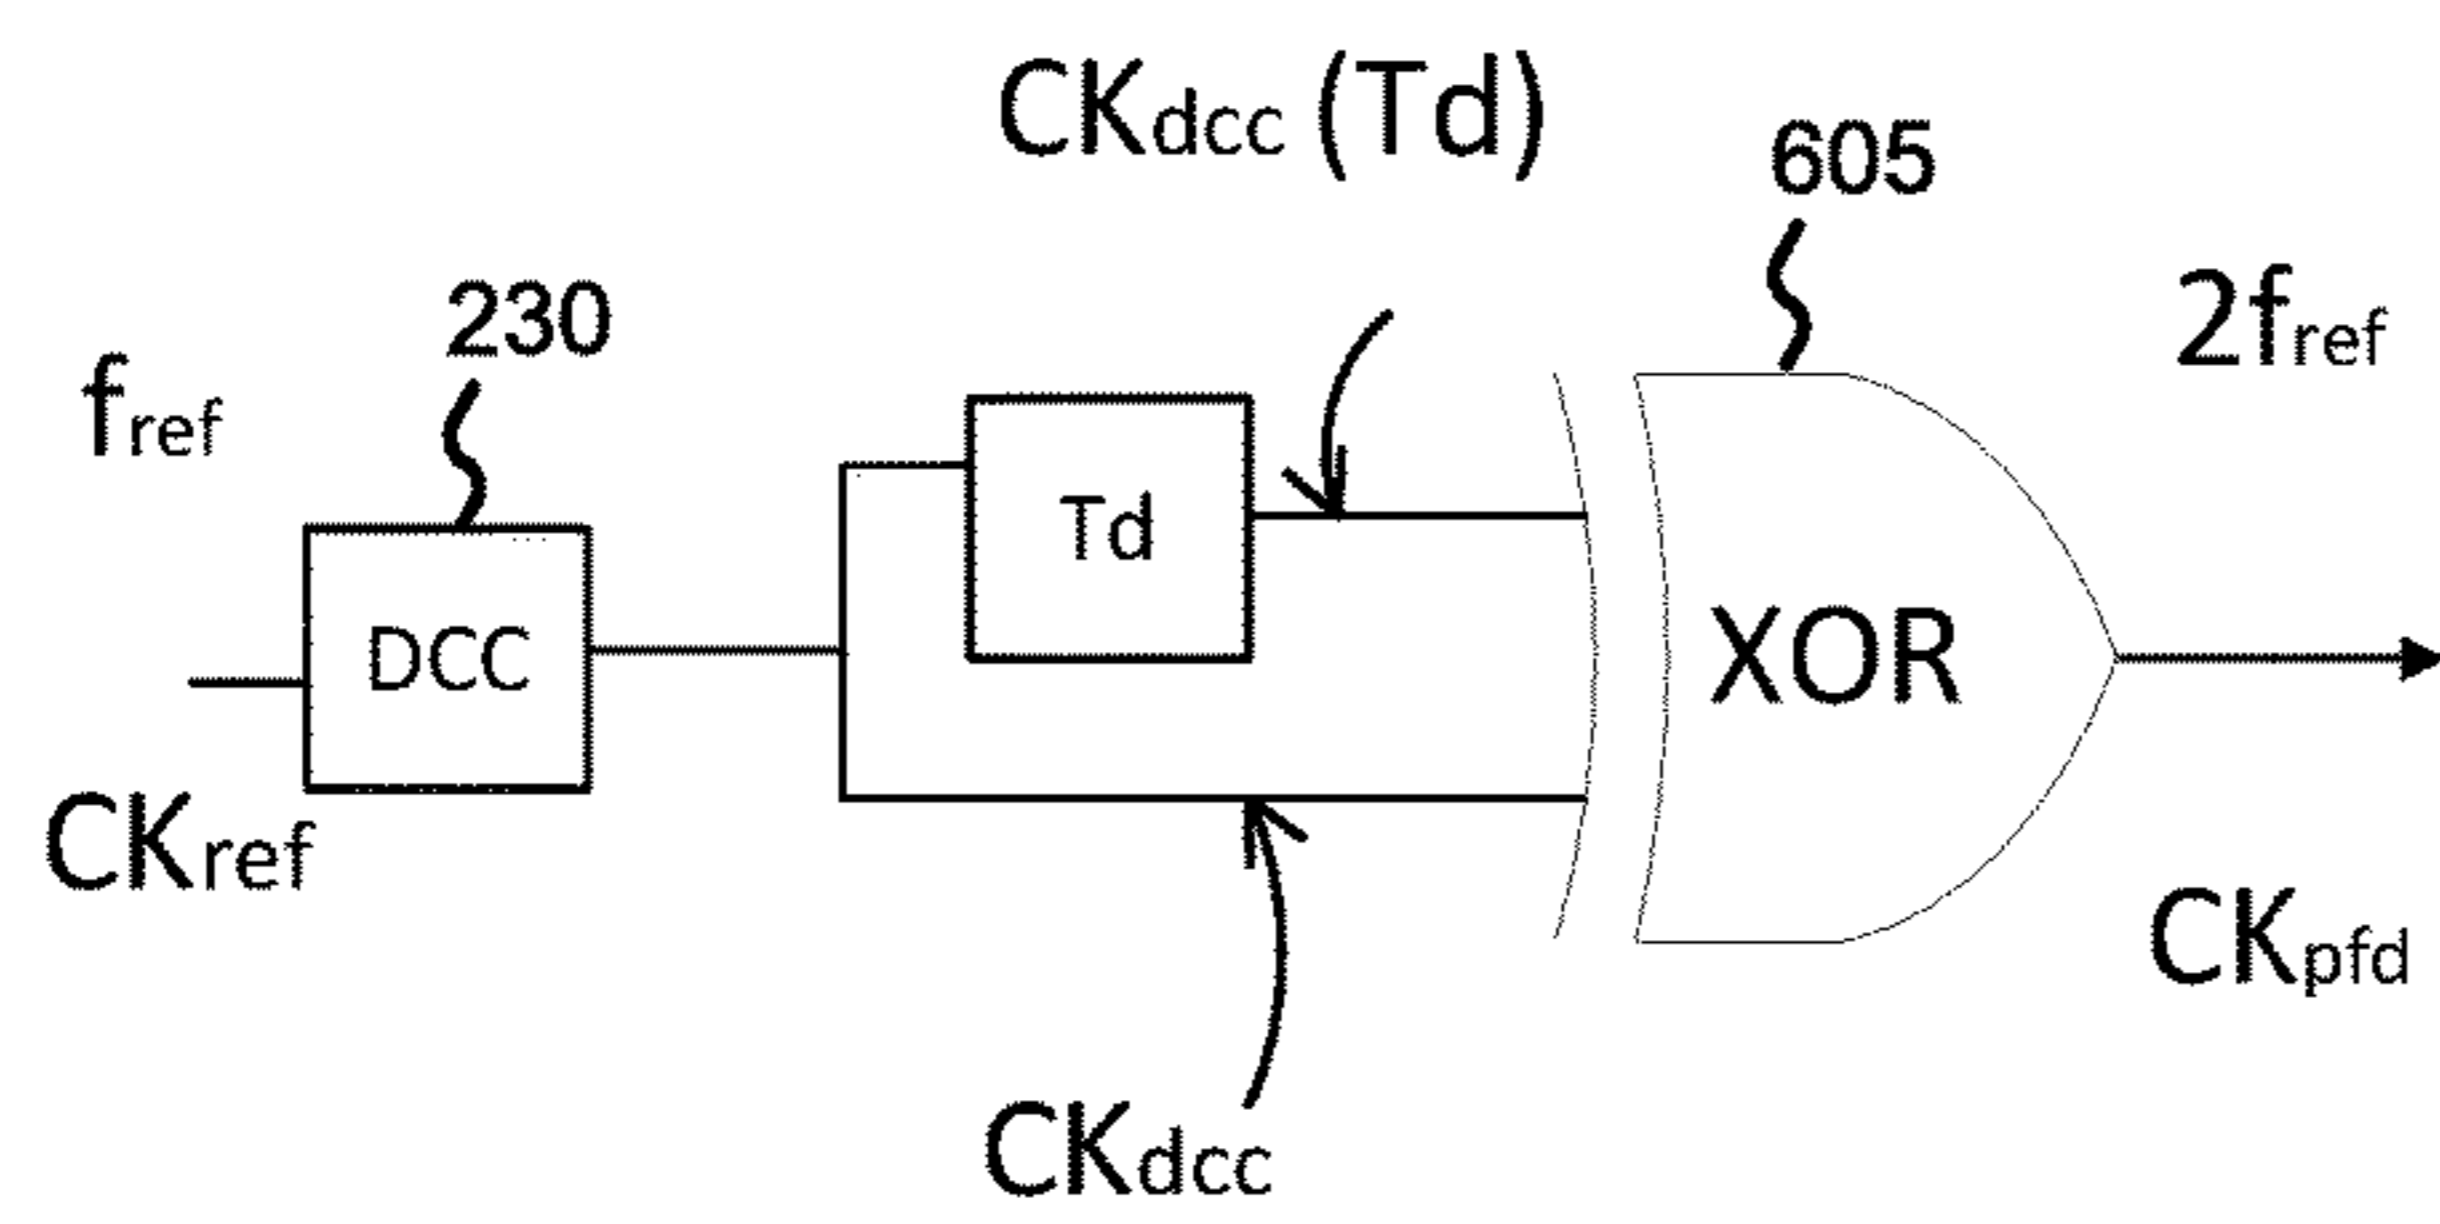 CKdcc (Td)
605
230
2fref
fref
Td
DCC
XOR
CKref
CKpfd
CKdcc